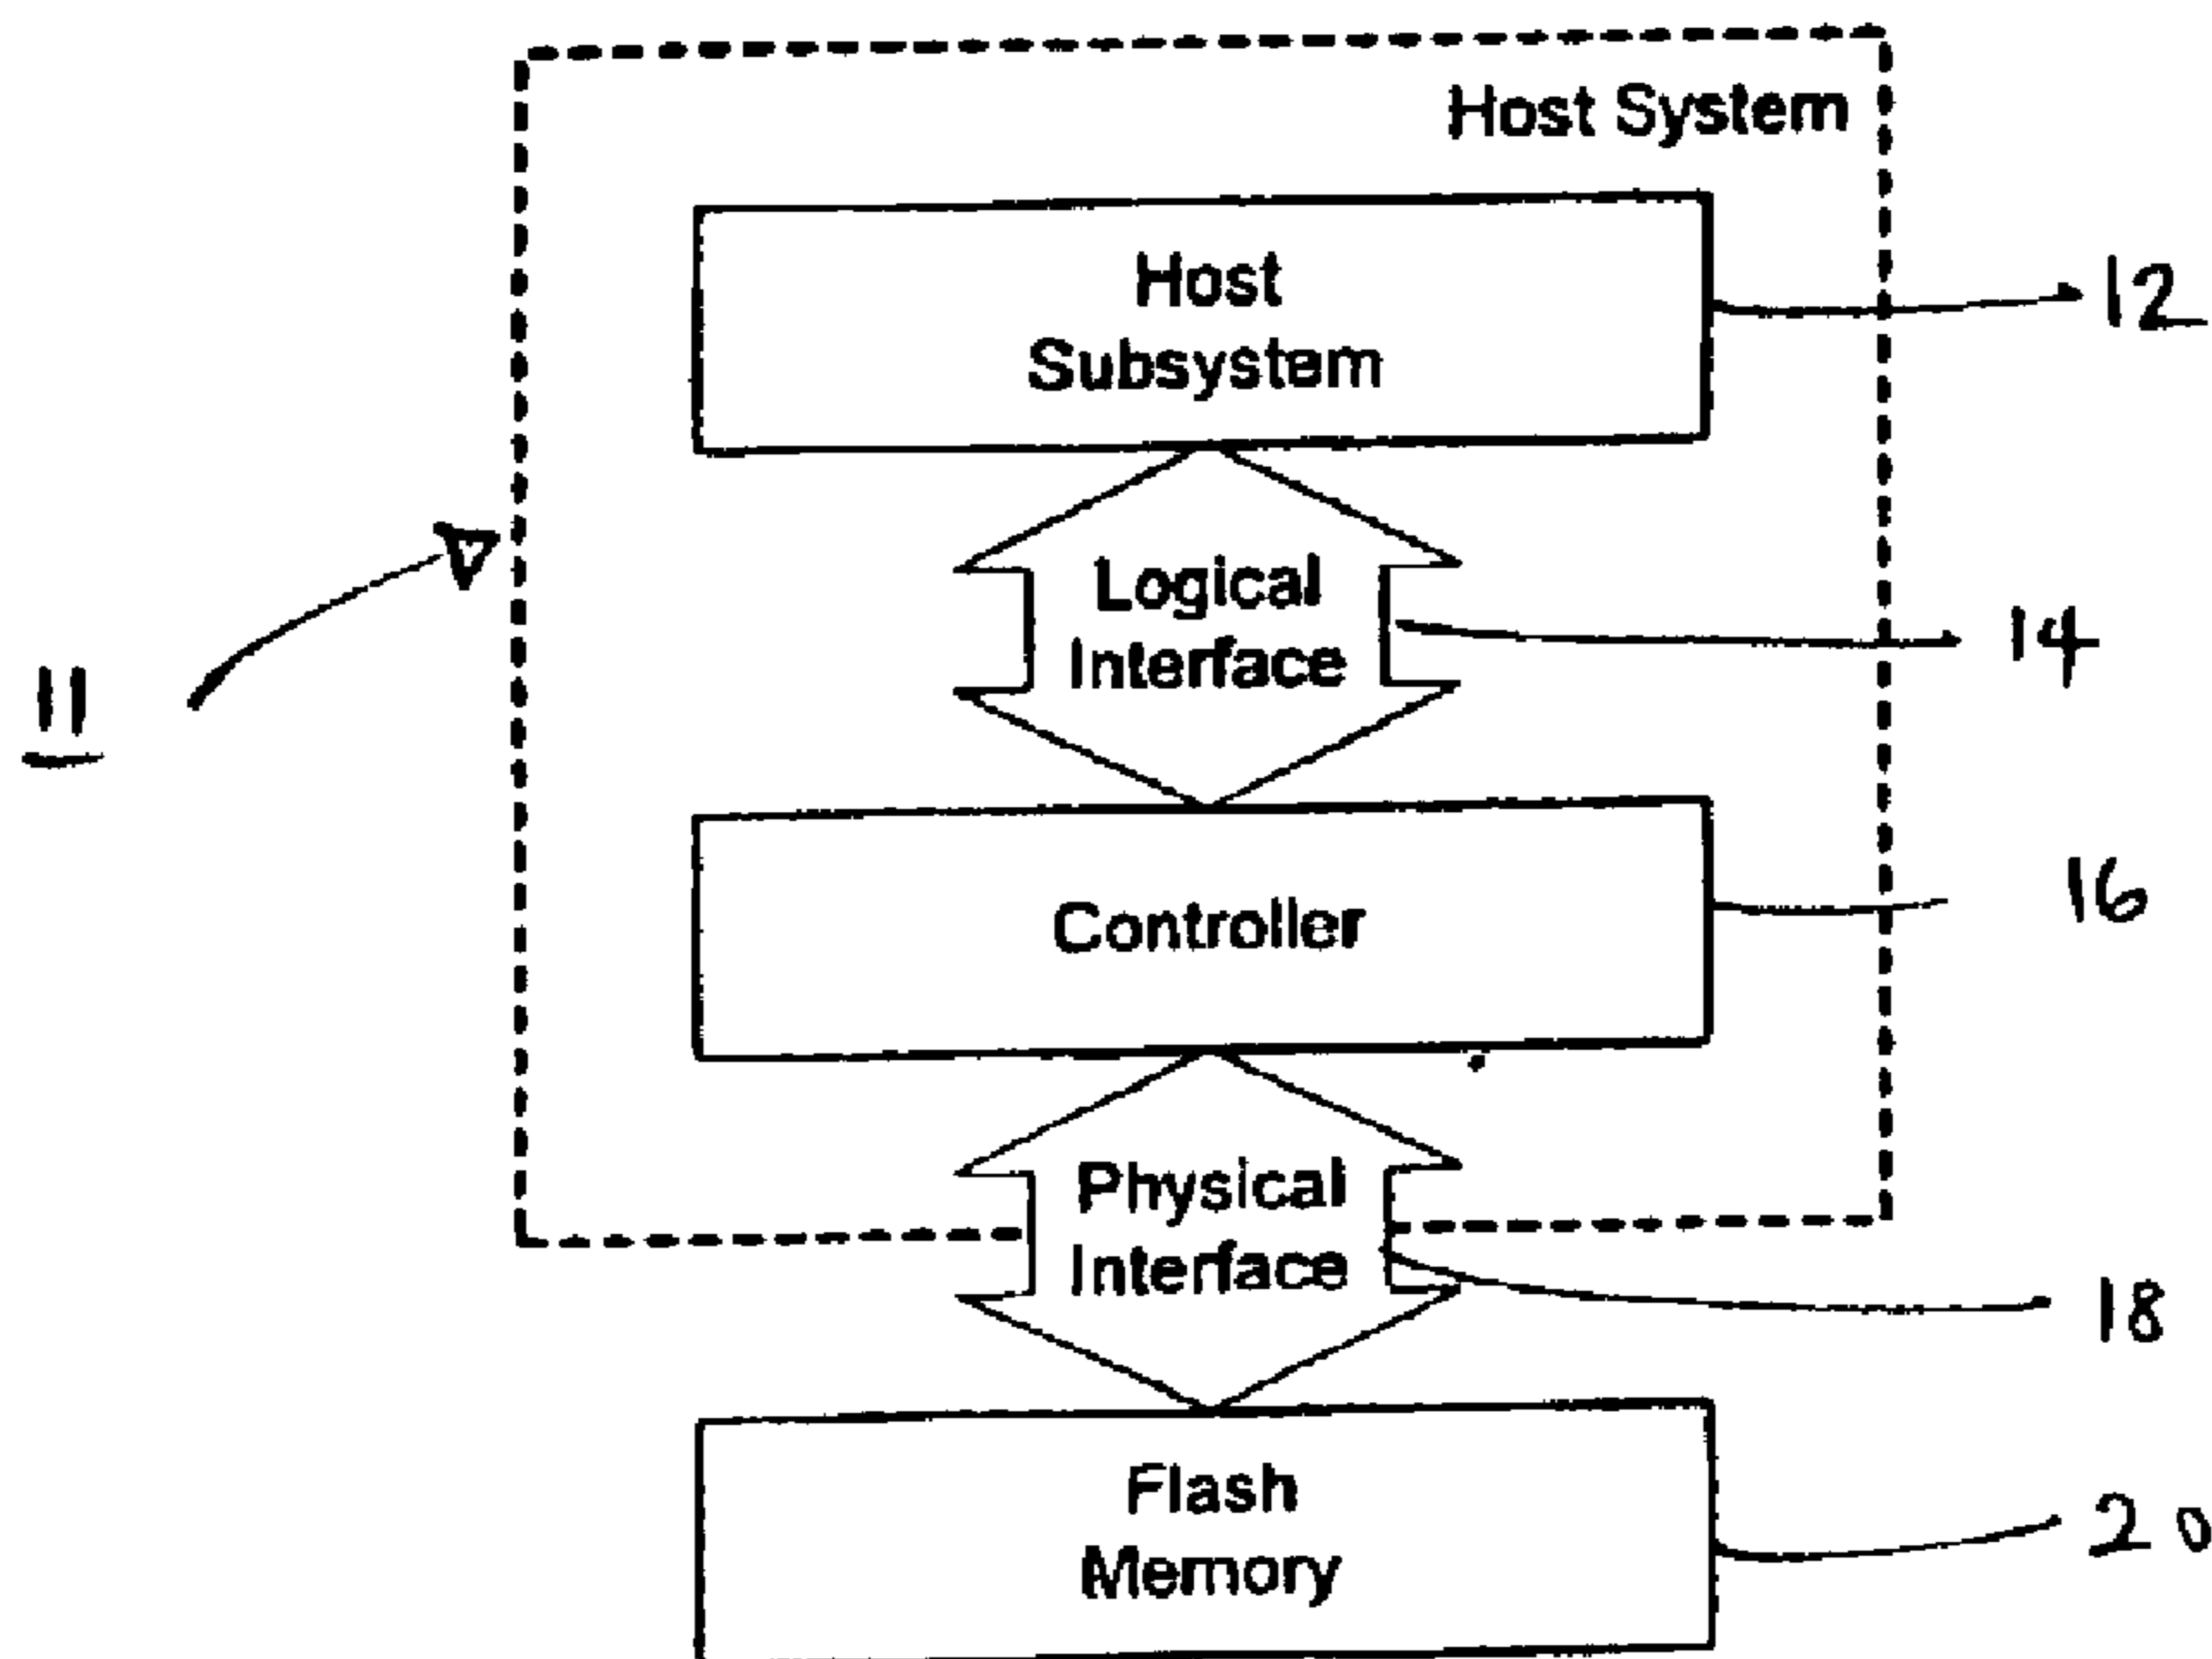 Host System
Host
Subsystem
12
Logical
Interface
14
11
Controller
16
Physical
Interface
18
Flash
Memory
20